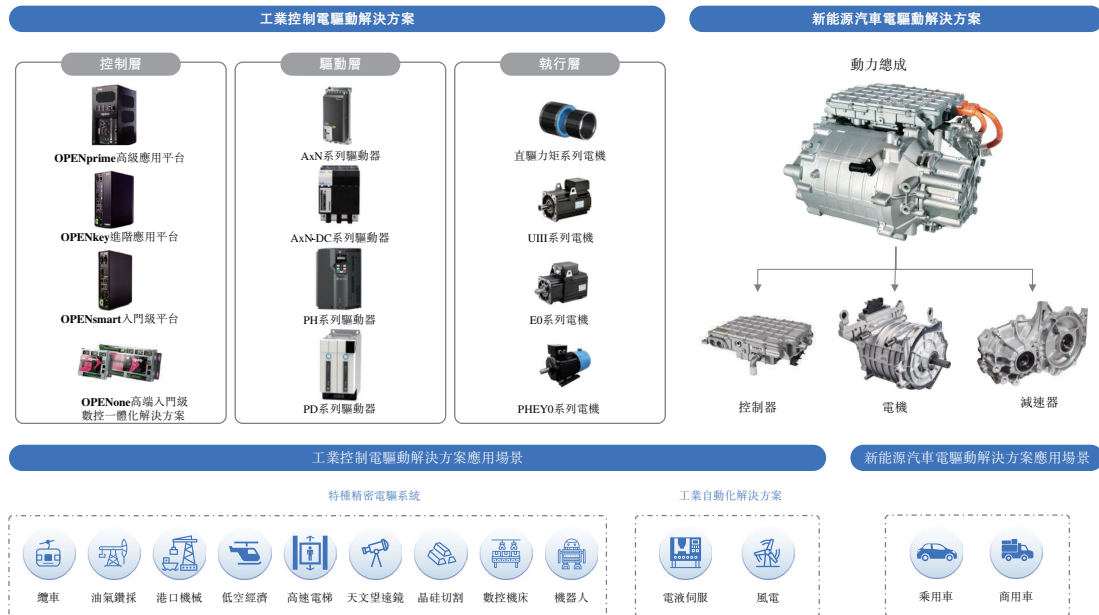 工業控制電驅動解決方案
新能源汽車電驅動解決方案
控制層
驅動層
執行層
OPENprime高級應用平台
OPENkey進階應用平台
OPENsmart入門級平台
OPENone高端入門級
數控一體化解決方案
AxN系列驅動器
AxN-DC系列驅動器
PH系列驅動器
PD系列驅動器
直驅力矩系列電機
UIII系列電機
E0系列電機
PHEY0系列電機
動力總成
控制器
電機
減速器
工業控制電驅動解決方案應用場景
新能源汽車電驅動解決方案應用場景
特種精密電驅系統
工業自動化解決方案
纜車
油氣鑽採
港口機械
低空經濟
高速電梯
天文望遠鏡
晶硅切割
數控機床
機器人
電液伺服
風電
乘用車
商用車